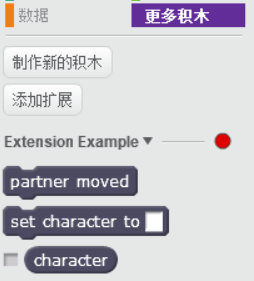 数据 更多积木
制作新的积木
添加扩展
Extension Example
partner moved
set character to
character